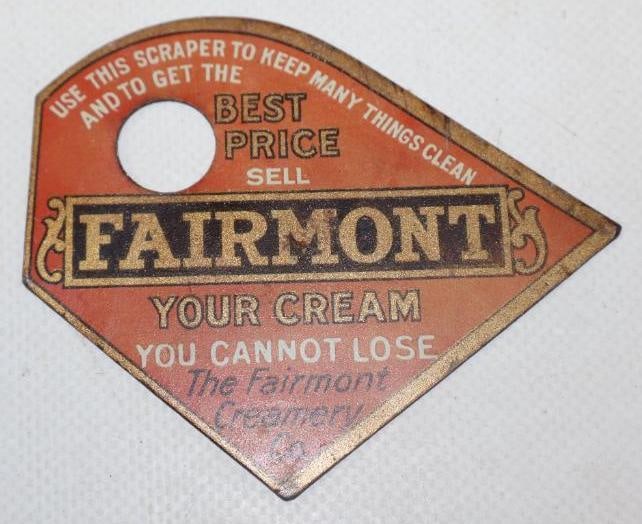 USE THIS SCRAPER TO KEEP MANY THINGS CLEAN
AND TO GET THE
BEST
PRICE
SELL
FAIRMONT
YOUR CREAM
YOU CANNOT LOSE
The Fairmont
Creamery
Co.